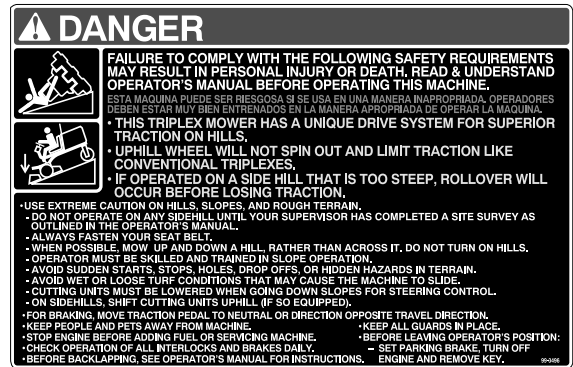 DANGER
FAILURE TO COMPLY WITH THE FOLLOWING SAFETY REQUIREMENTS
MAY RESULT IN PERSONAL INJURY OR DEATH. READ & UNDERSTAND
OPERATOR'S MANUAL BEFORE OPERATING THIS MACHINE.
ESTA MAQUINA PUEDE SER RIESGOSA SI SE USA EN UNA MANERA INAPROPRIADA. OPERADORES
DEBEN ESTAR MUY BIEN ENTRENADOS EN LA MANERA APROPRIADA DE OPERAR LA MAQUINA.
• THIS TRIPLEX MOWER HAS A UNIQUE DRIVE SYSTEM FOR SUPERIOR
TRACTION ON HILLS.
• UPHILL WHEEL WILL NOT SPIN OUT AND LIMIT TRACTION LIKE
CONVENTIONAL TRIPLEXES.
• IF OPERATED ON A SIDE HILL THAT IS TOO STEEP, ROLLOVER WILL
OCCUR BEFORE LOSING TRACTION.
•USE EXTREME CAUTION ON HILLS, SLOPES, AND ROUGH TERRAIN.
- DO NOT OPERATE ON ANY SIDEHILL UNTIL YOUR SUPERVISOR HAS COMPLETED A SITE SURVEY AS
OUTLINED IN THE OPERATOR'S MANUAL.
- ALWAYS FASTEN YOUR SEAT BELT.
- WHEN POSSIBLE, MOW UP AND DOWN A HILL, RATHER THAN ACROSS IT. DO NOT TURN ON HILLS.
- OPERATOR MUST BE SKILLED AND TRAINED IN SLOPE OPERATION.
- AVOID SUDDEN STARTS, STOPS, HOLES, DROP OFFS, OR HIDDEN HAZARDS IN TERRAIN.
- AVOID WET OR LOOSE TURF CONDITIONS THAT MAY CAUSE THE MACHINE TO SLIDE.
- CUTTING UNITS MUST BE LOWERED WHEN GOING DOWN SLOPES FOR STEERING CONTROL.
- ON SIDEHILLS, SHIFT CUTTING UNITS UPHILL (IF SO EQUIPPED).
•FOR BRAKING, MOVE TRACTION PEDAL TO NEUTRAL OR DIRECTION OPPOSITE TRAVEL DIRECTION.
•KEEP PEOPLE AND PETS AWAY FROM MACHINE.
•STOP ENGINE BEFORE ADDING FUEL OR SERVICING MACHINE.
•CHECK OPERATION OF ALL INTERLOCKS AND BRAKES DAILY.
•BEFORE BACKLAPPING, SEE OPERATOR'S MANUAL FOR INSTRUCTIONS.
•KEEP ALL GUARDS IN PLACE.
•BEFORE LEAVING OPERATOR'S POSITION:
– SET PARKING BRAKE, TURN OFF
ENGINE AND REMOVE KEY.
99-0496